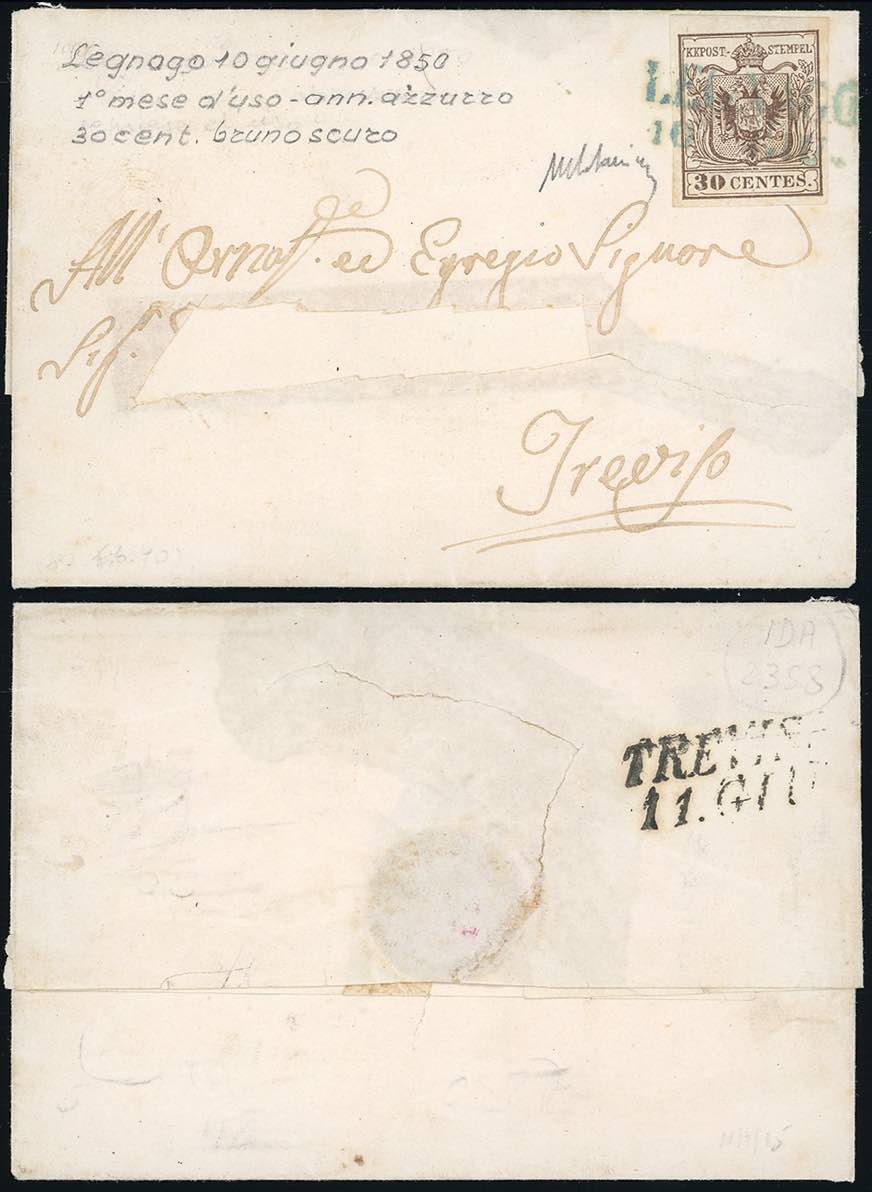 Legnago 10 giugno 1850
1° mese d'uso - ann. azzurro
30 cent. bruno scuro
KKPOST- STEMPEL
30 CENTES.
All' Ornat. ed Egregio Signore
Sig.
Treviso
IDA
2358
TREVISO
11. GIU